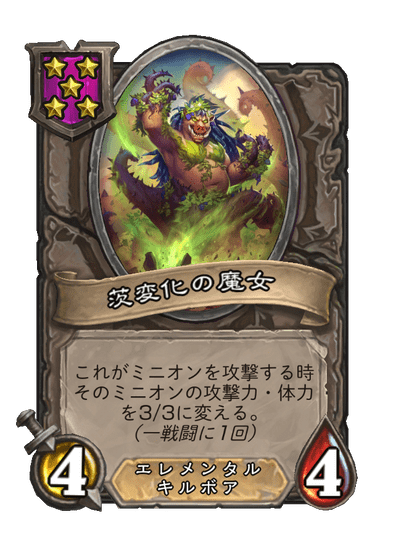 茨変化の魔女
これがミニオンを攻撃する時
そのミニオンの攻撃力・体力
を3/3に変える。
(一戦闘に1回)
4
エレメンタル
キルボア
4